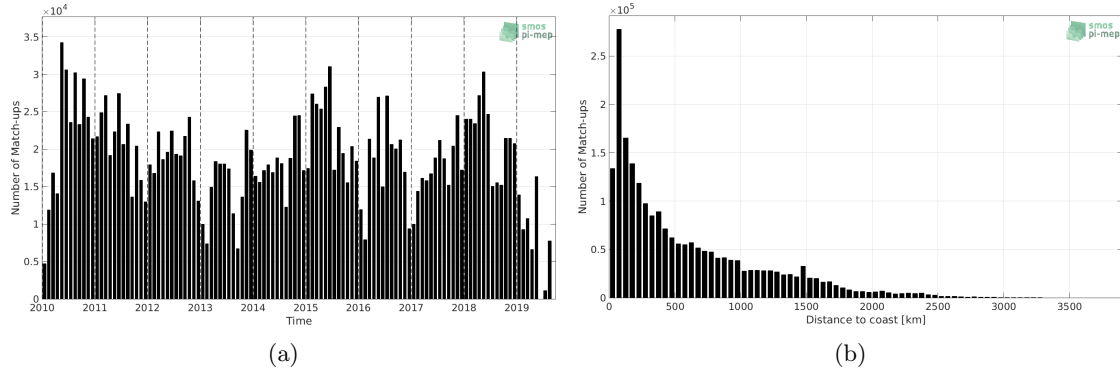 ×10⁴
smos
pi-mep
3.5
3
2.5
2
1.5
1
0.5
0
Number of Match-ups
2010 2011 2012 2013 2014 2015 2016 2017 2018 2019
Time
(a)
×10⁵
smos
pi-mep
2.5
2
1.5
1
0.5
0
Number of Match-ups
0 500 1000 1500 2000 2500 3000 3500
Distance to coast [km]
(b)